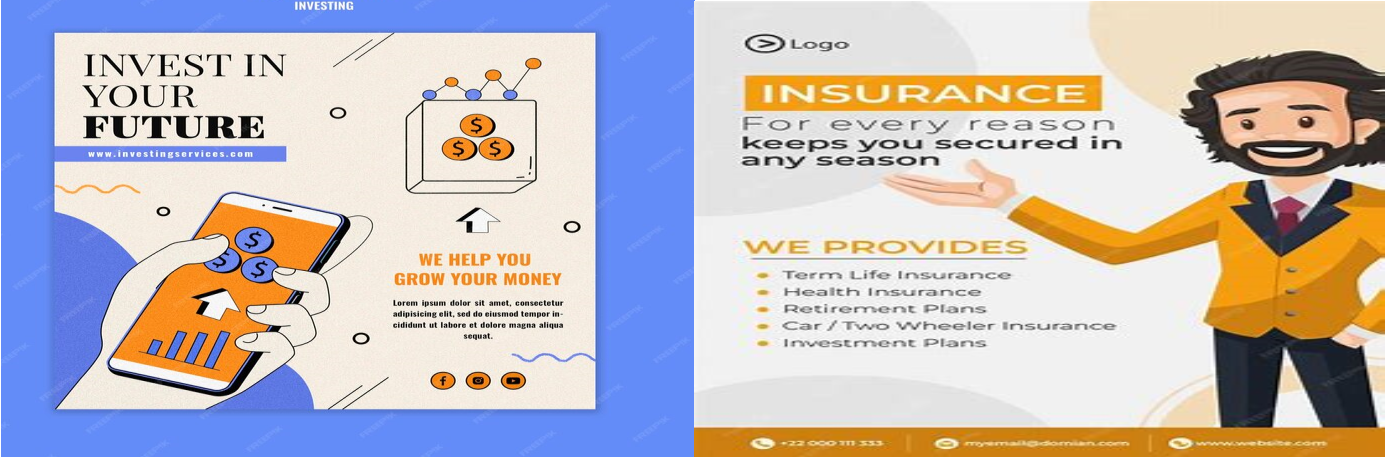 INVESTING
INVEST IN
YOUR
FUTURE
www.investingservices.com
WE HELP YOU
GROW YOUR MONEY
Lorem ipsum dolor sit amet, consectetur
adipisicing elit, sed do eiusmod tempor in-
cididunt ut labore et dolore magna aliqua
sequat.
Logo
INSURANCE
For every reason
keeps you secured in
any season
WE PROVIDES
Term Life Insurance
Health Insurance
Retirement Plans
Car / Two Wheeler Insurance
Investment Plans
+22 000 111 333
myemail@domian.com
www.website.com